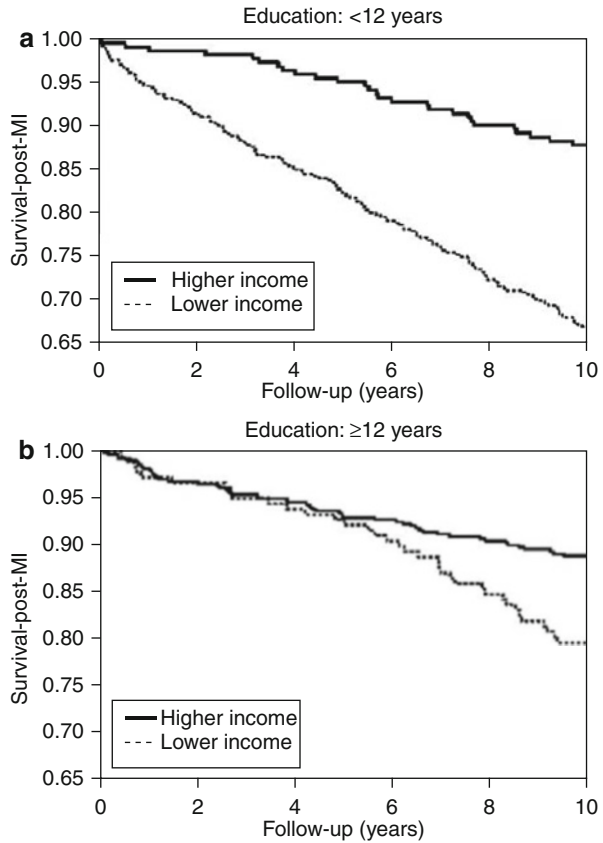 Education: <12 years
a
1.00
0.95
0.90
0.85
0.80
0.75
0.70
0.65
Survival-post-MI
Higher income
Lower income
0 2 4 6 8 10
Follow-up (years)
Education: ≥12 years
b
1.00
0.95
0.90
0.85
0.80
0.75
0.70
0.65
Survival-post-MI
Higher income
Lower income
0 2 4 6 8 10
Follow-up (years)